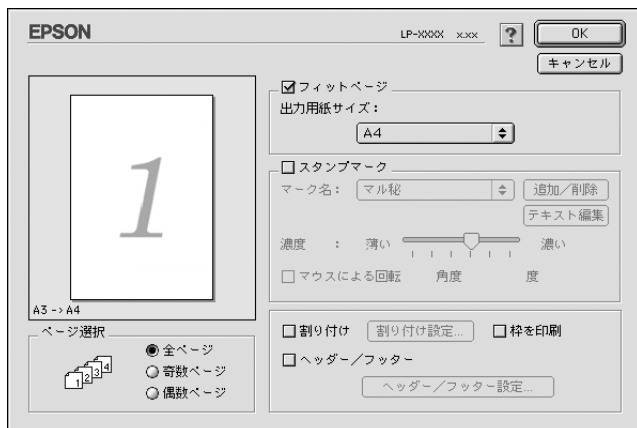 EPSON
LP-XXXX x.xx
?
OK
キャンセル
1
A3 -> A4
フィットページ
出力用紙サイズ：
A4
スタンプマーク
マーク名： マル秘
追加／削除
テキスト編集
濃度 ： 薄い 濃い
マウスによる回転 角度 度
ページ選択
1 2 3 4
全ページ
奇数ページ
偶数ページ
割り付け 割り付け設定... 枠を印刷
ヘッダー／フッター
ヘッダー／フッター設定...